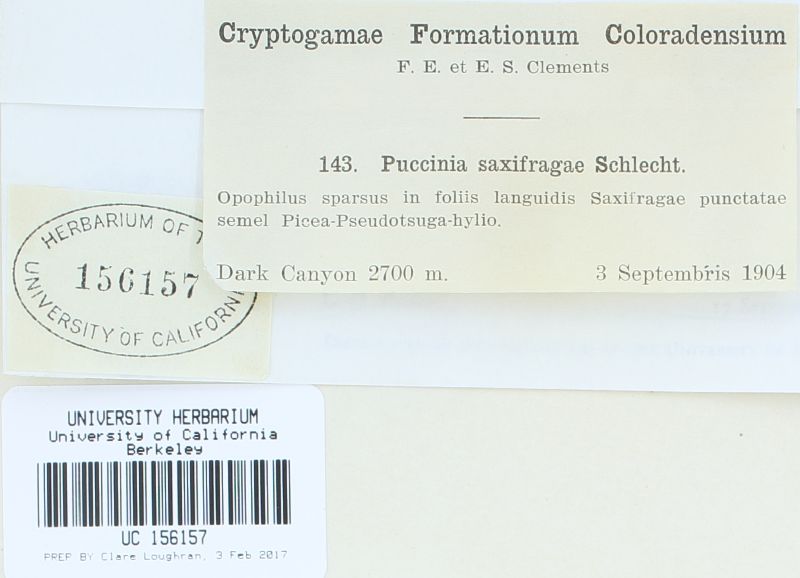 Cryptogamae Formationum Coloradensium
F. E. et E. S. Clements
143. Puccinia saxifragae Schlecht.
Opophilus sparsus in foliis languidis Saxifragae punctatae
semel Picea-Pseudotsuga-hylio.
Dark Canyon 2700 m. 3 Septembris 1904
HERBARIUM OF
156157
UNIVERSITY OF CALIFORNI
UNIVERSITY HERBARIUM
University of California
Berkeley
UC 156157
PREP BY Clare Loughran, 3 Feb 2017